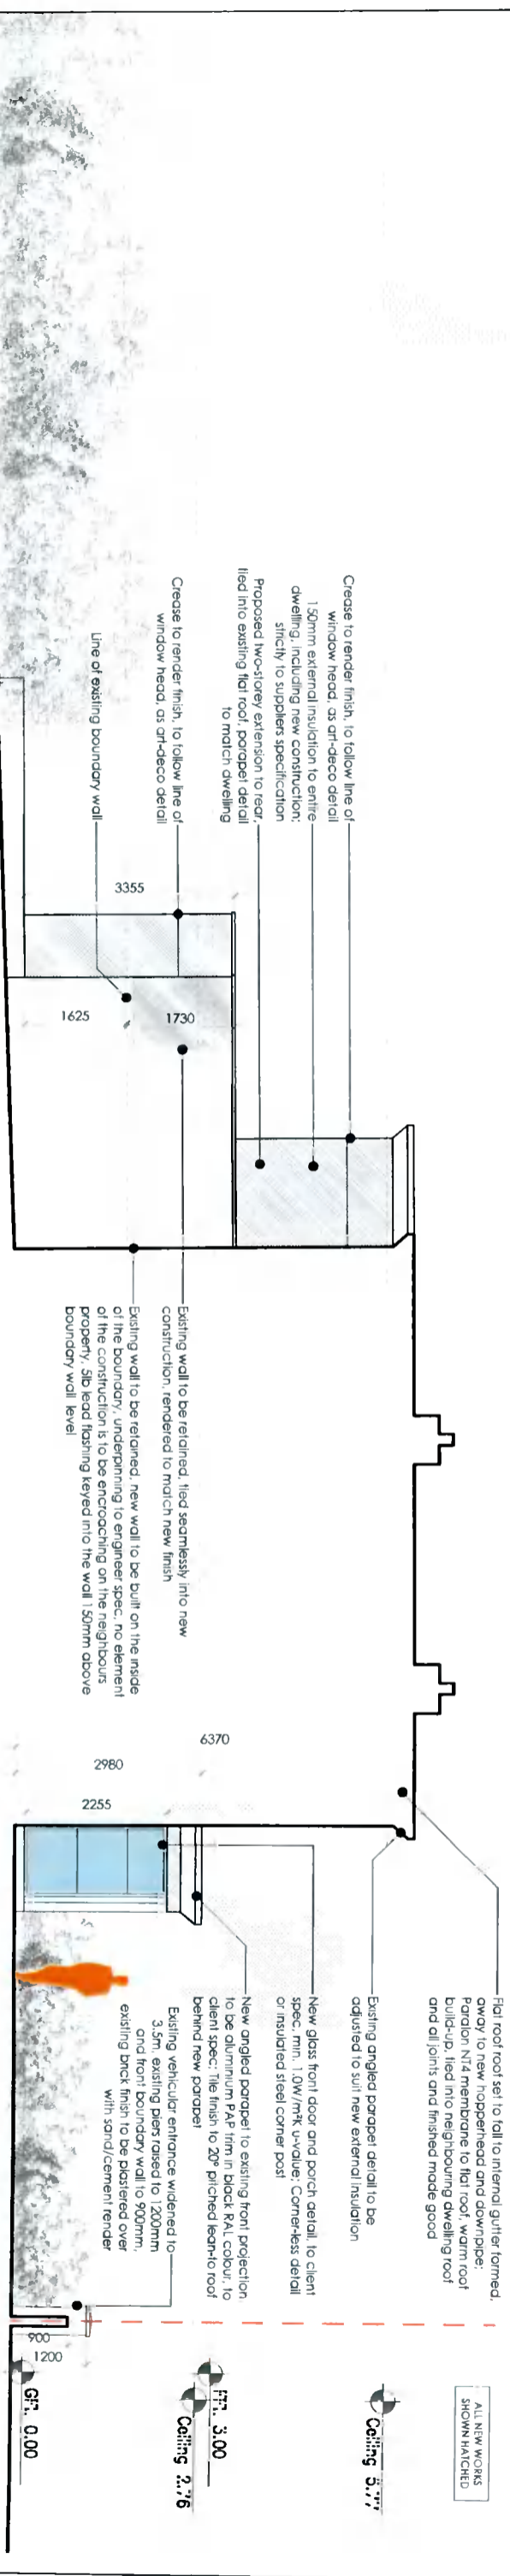 ALL NEW WORKS
SHOWN HATCHED
Flat roof roof set to fall to internal gutter formed,
away to new hopperhead and downpipe;
Paralon NT4 membrane to flat roof, warm roof
build-up, tied into neighbouring dwelling roof
and all joints and finished made good
Existing angled parapet detail to be
adjusted to suit new external insulation
New glass front door and porch detail, to client
spec, min. 1.0W/m²K u-value; Corner-less detail
or insulated steel corner post
New angled parapet to existing front projection,
to be aluminium PAP trim in black RAL colour, to
client spec; Tile finish to 20° pitched lean-to roof
behind new parapet
Existing vehicular entrance widened to
3.5m, existing piers raised to 1200mm
and front boundary wall to 900mm,
existing brick finish to be plastered over
with sand/cement render
Crease to render finish, to follow line of
window head, as art-deco detail
150mm external insulation to entire
dwelling, including new construction;
strictly to suppliers specification
Proposed two-storey extension to rear,
tied into existing flat roof, parapet detail
to match dwelling
Crease to render finish, to follow line of
window head, as art-deco detail
Line of existing boundary wall
Existing wall to be retained, tied seamlessly into new
construction, rendered to match new finish
Existing wall to be retained, new wall to be built on the inside
of the boundary, underpinning to engineer spec, no element
of the construction is to be encroaching on the neighbours
property. 5lb lead flashing keyed into the wall 150mm above
boundary wall level
3355
1625
1730
6370
2980
2255
900
1200
Ceiling 5.77
FFL 3.00
Ceiling 2.76
GFL 0.00